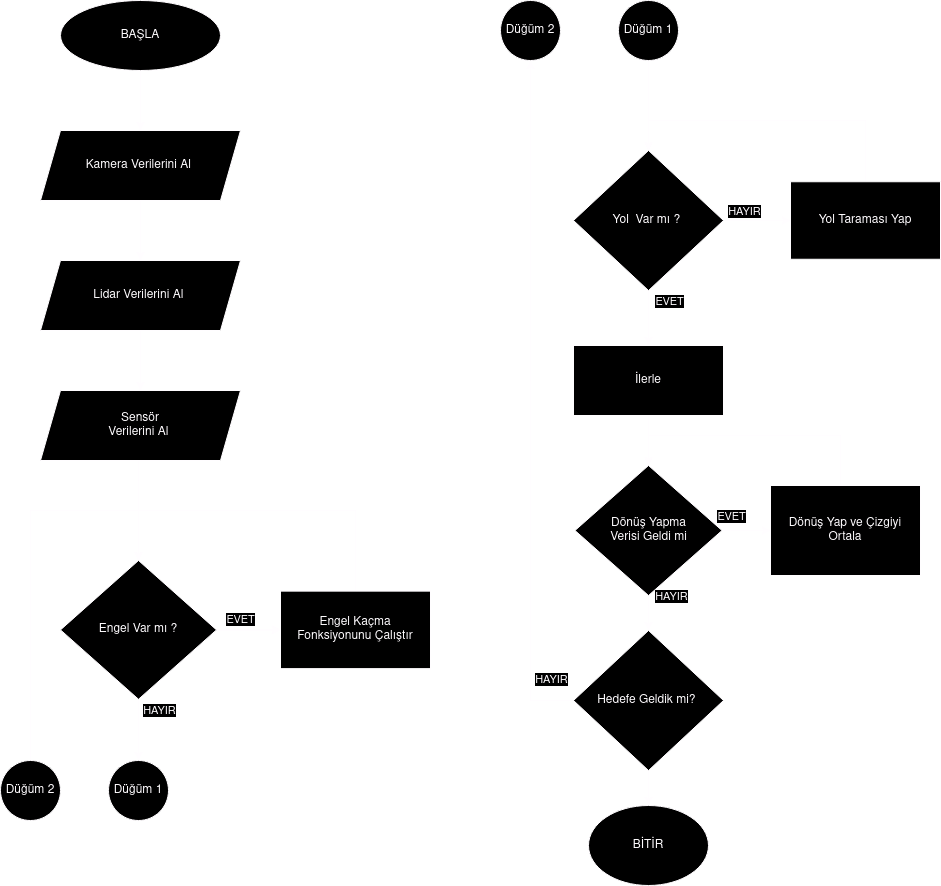 BAŞLA
Kamera Verilerini Al
Lidar Verilerini Al
Sensör
Verilerini Al
Engel Var mı ?
EVET
Engel Kaçma
Fonksiyonunu Çalıştır
HAYIR
Düğüm 2
Düğüm 1
Düğüm 2
Düğüm 1
Yol  Var mı ?
HAYIR
Yol Taraması Yap
EVET
İlerle
Dönüş Yapma
Verisi Geldi mi
EVET
Dönüş Yap ve Çizgiyi
Ortala
HAYIR
HAYIR
Hedefe Geldik mi?
BİTİR